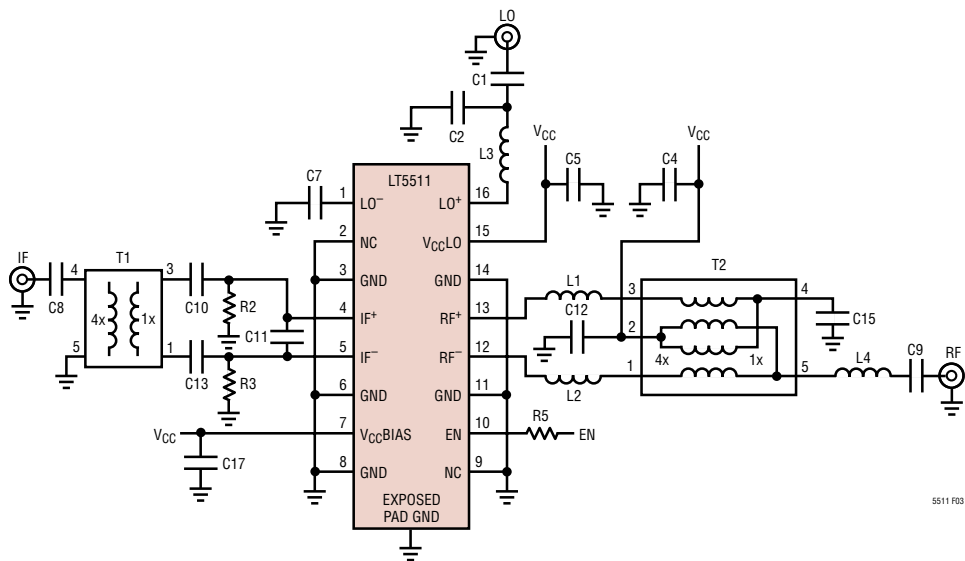 LO
C1
C2
L3
VCC
C5
C4
VCC
C7
LT5511
1
LO−
16
LO+
2
NC
15
VCCLO
IF
C8
4
T1
3
C10
R2
3
GND
14
GND
4x
1x
C11
4
IF+
13
RF+
L1
3
T2
4
C15
C12
2
5
1
C13
R3
5
IF−
12
RF−
L2
1
4x
1x
5
L4
C9
RF
6
GND
11
GND
VCC
C17
7
VCCBIAS
10
EN
R5
EN
8
GND
9
NC
EXPOSED
PAD GND
5511 F03